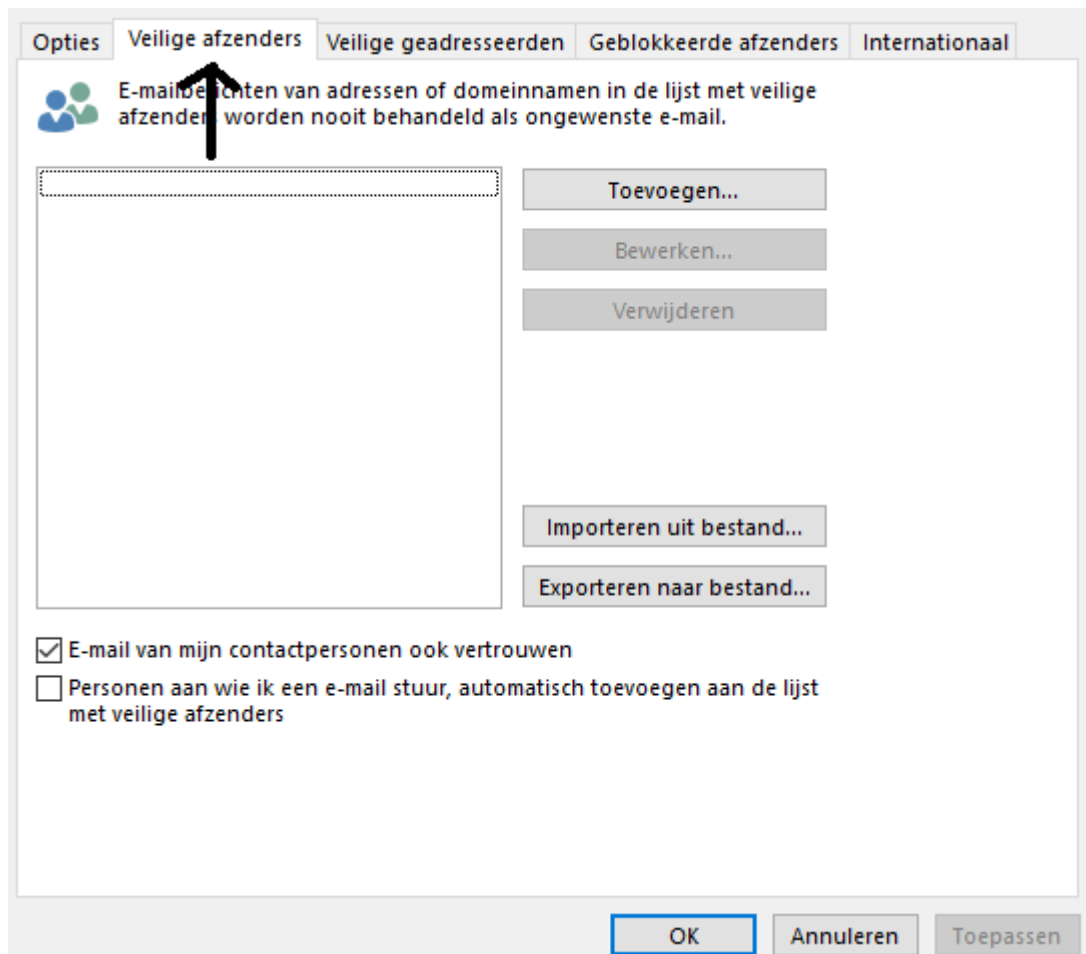 Opties Veilige afzenders Veilige geadresseerden Geblokkeerde afzenders Internationaal
E-mailberichten van adressen of domeinnamen in de lijst met veilige
afzenders worden nooit behandeld als ongewenste e-mail.
Toevoegen...
Bewerken...
Verwijderen
Importeren uit bestand...
Exporteren naar bestand...
E-mail van mijn contactpersonen ook vertrouwen
Personen aan wie ik een e-mail stuur, automatisch toevoegen aan de lijst
met veilige afzenders
OK Annuleren Toepassen